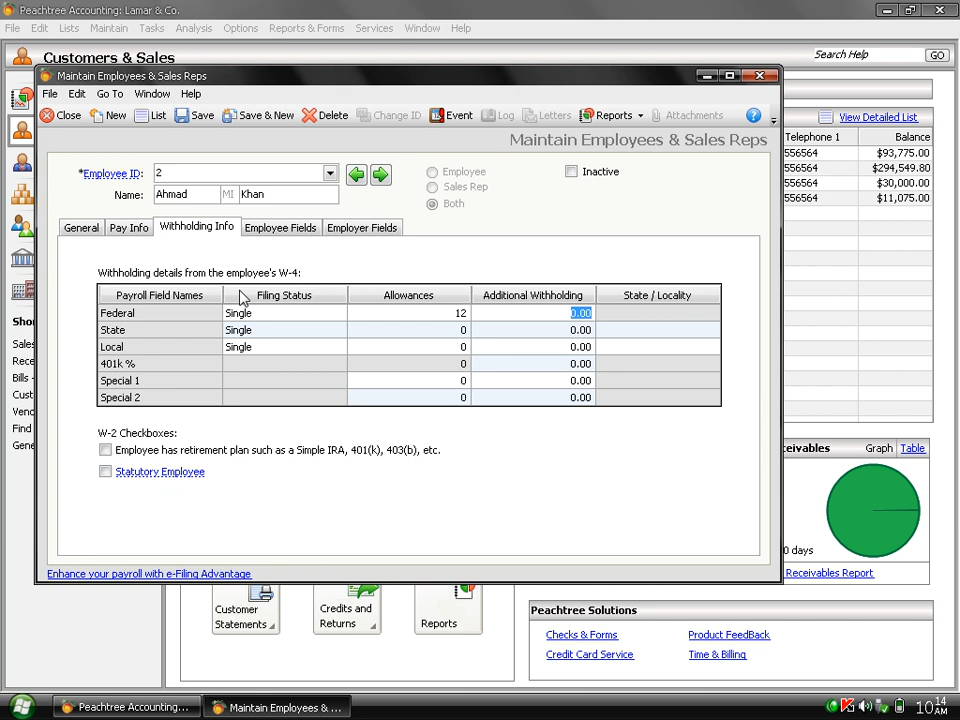 Peachtree Accounting: Lamar & Co.
File Edit Lists Maintain Tasks Analysis Options Reports & Forms Services Window Help
Customers & Sales
Search Help GO
Maintain Employees & Sales Reps
File Edit Go To Window Help
Close New List Save Save & New Delete Change ID Event Log Letters Reports Attachments ?
Maintain Employees & Sales Reps
View Detailed List
Telephone 1 Balance
556564 $93,775.00
556564 $294,549.80
556564 $30,000.00
556564 $11,075.00
*Employee ID: 2
Name: Ahmad MI Khan
Employee
Sales Rep
Both
Inactive
General Pay Info Withholding Info Employee Fields Employer Fields
Withholding details from the employee's W-4:
Payroll Field Names Filing Status Allowances Additional Withholding State / Locality
Federal Single 12 0.00
State Single 0 0.00
Local Single 0 0.00
401k % 0 0.00
Special 1 0 0.00
Special 2 0 0.00
W-2 Checkboxes:
Employee has retirement plan such as a Simple IRA, 401(k), 403(b), etc.
Statutory Employee
Enhance your payroll with e-Filing Advantage
Sho
Sales
Rece
Bills -
Cust
Vend
Find
Gene
ceivables Graph Table
0 days
Receivables Report
Customer
Statements
Credits and
Returns
Reports
Peachtree Solutions
Checks & Forms Product FeedBack
Credit Card Service Time & Billing
Peachtree Accounting... Maintain Employees & ... 10:14 AM